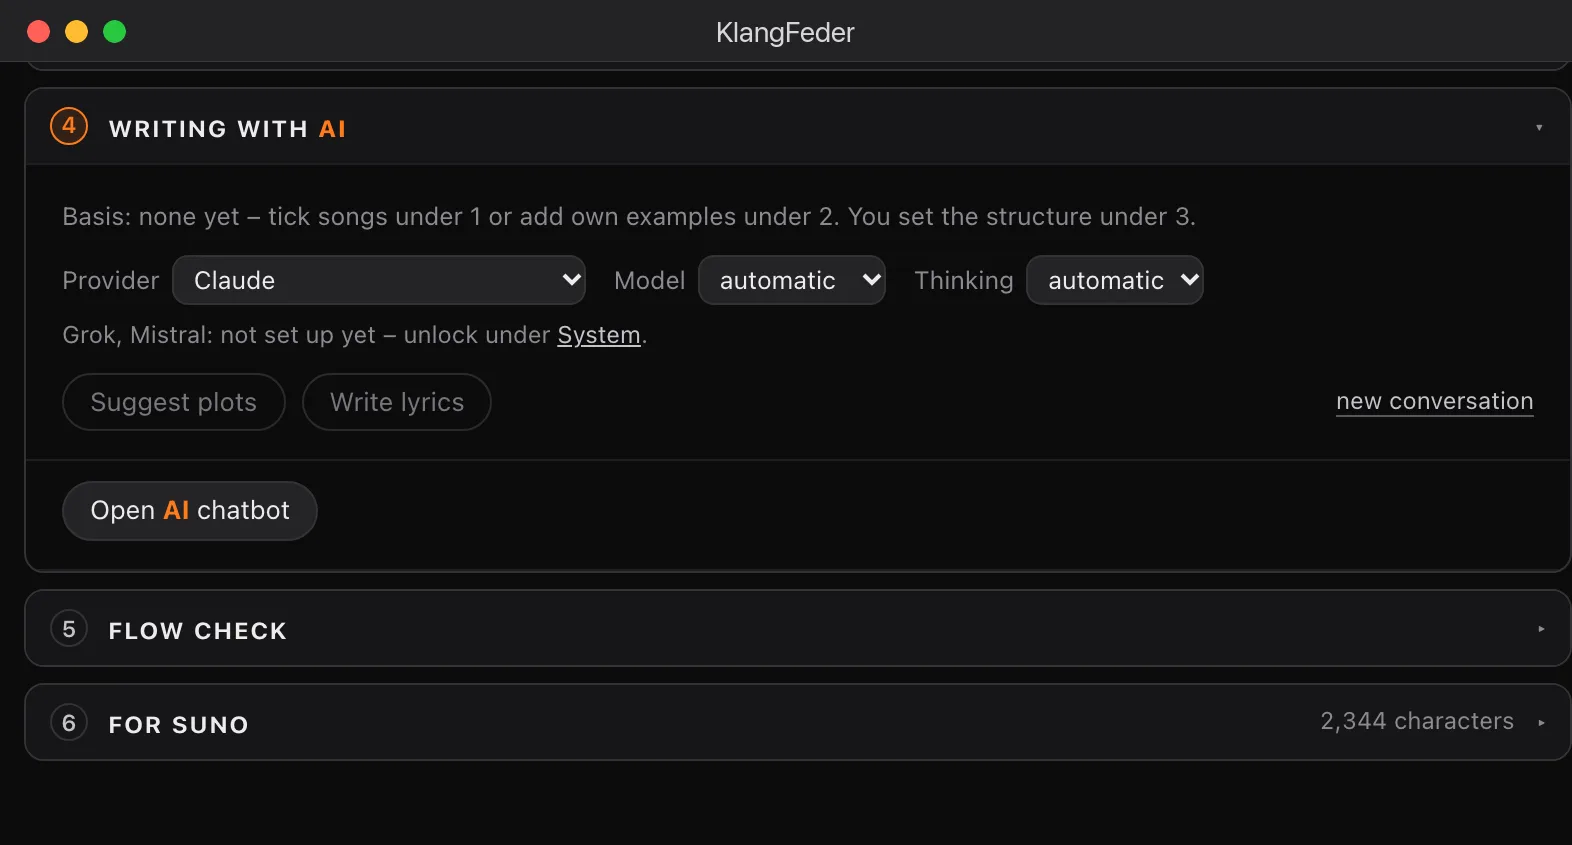 KlangFeder
4 WRITING WITH AI
Basis: none yet – tick songs under 1 or add own examples under 2. You set the structure under 3.
Provider Claude Model automatic Thinking automatic
Grok, Mistral: not set up yet – unlock under System.
Suggest plots Write lyrics new conversation
Open AI chatbot
5 FLOW CHECK
6 FOR SUNO 2,344 characters